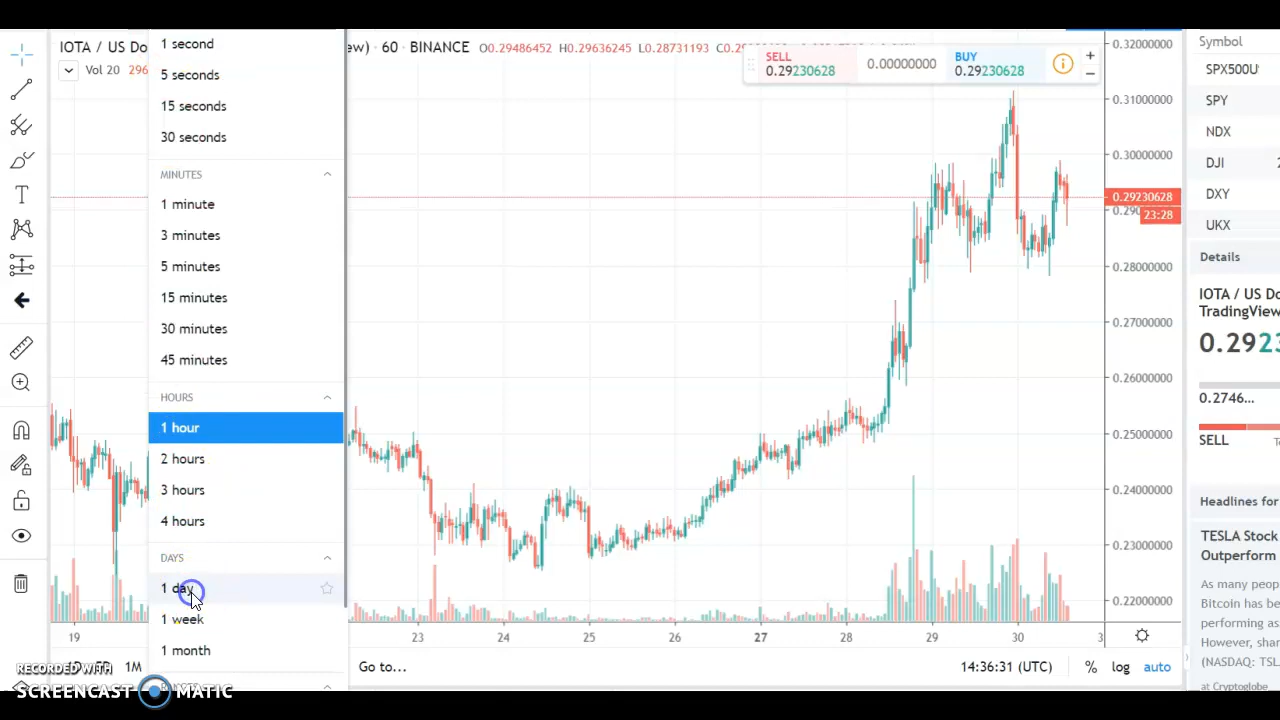 IOTA / US Do
ew) · 60 · BINANCE O0.29486452 H0.29636245 L0.28731193
Vol 20 296
SELL
0.29230628
0.00000000
BUY
0.29230628
1 second
5 seconds
15 seconds
30 seconds
MINUTES
1 minute
3 minutes
5 minutes
15 minutes
30 minutes
45 minutes
HOURS
1 hour
2 hours
3 hours
4 hours
DAYS
1 day
1 week
1 month
0.32000000
0.31000000
0.30000000
0.29230628
23:28
0.28000000
0.27000000
0.26000000
0.25000000
0.24000000
0.23000000
0.22000000
19
23
24
25
26
27
28
29
30
3
1M
Go to...
14:36:31 (UTC)
%
log
auto
Symbol
SPX500U
SPY
NDX
DJI
2
DXY
UKX
Details
IOTA / US Do
TradingView)
0.2923
0.2746...
SELL
Headlines for
TESLA Stock
Outperform
As many peop
Bitcoin has be
performing as
However, shar
(NASDAQ: TSL
at Cryptoglobe
RECORDED WITH
SCREENCAST MATIC